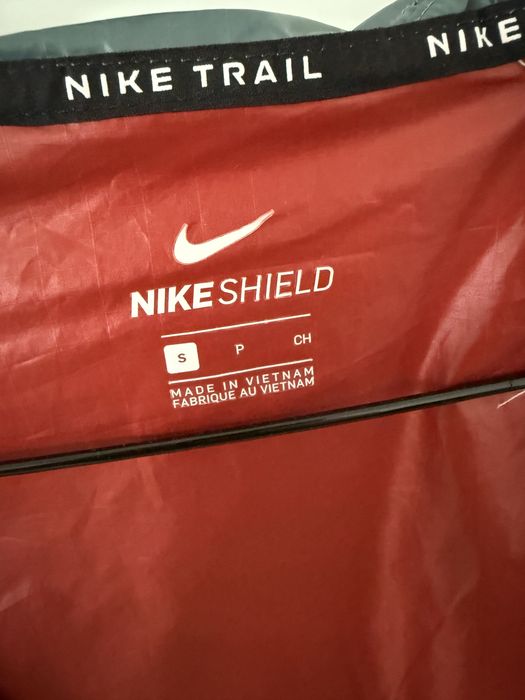 NIKE TRAIL NIKE
NIKE SHIELD
S P CH
MADE IN VIETNAM
FABRIQUE AU VIETNAM